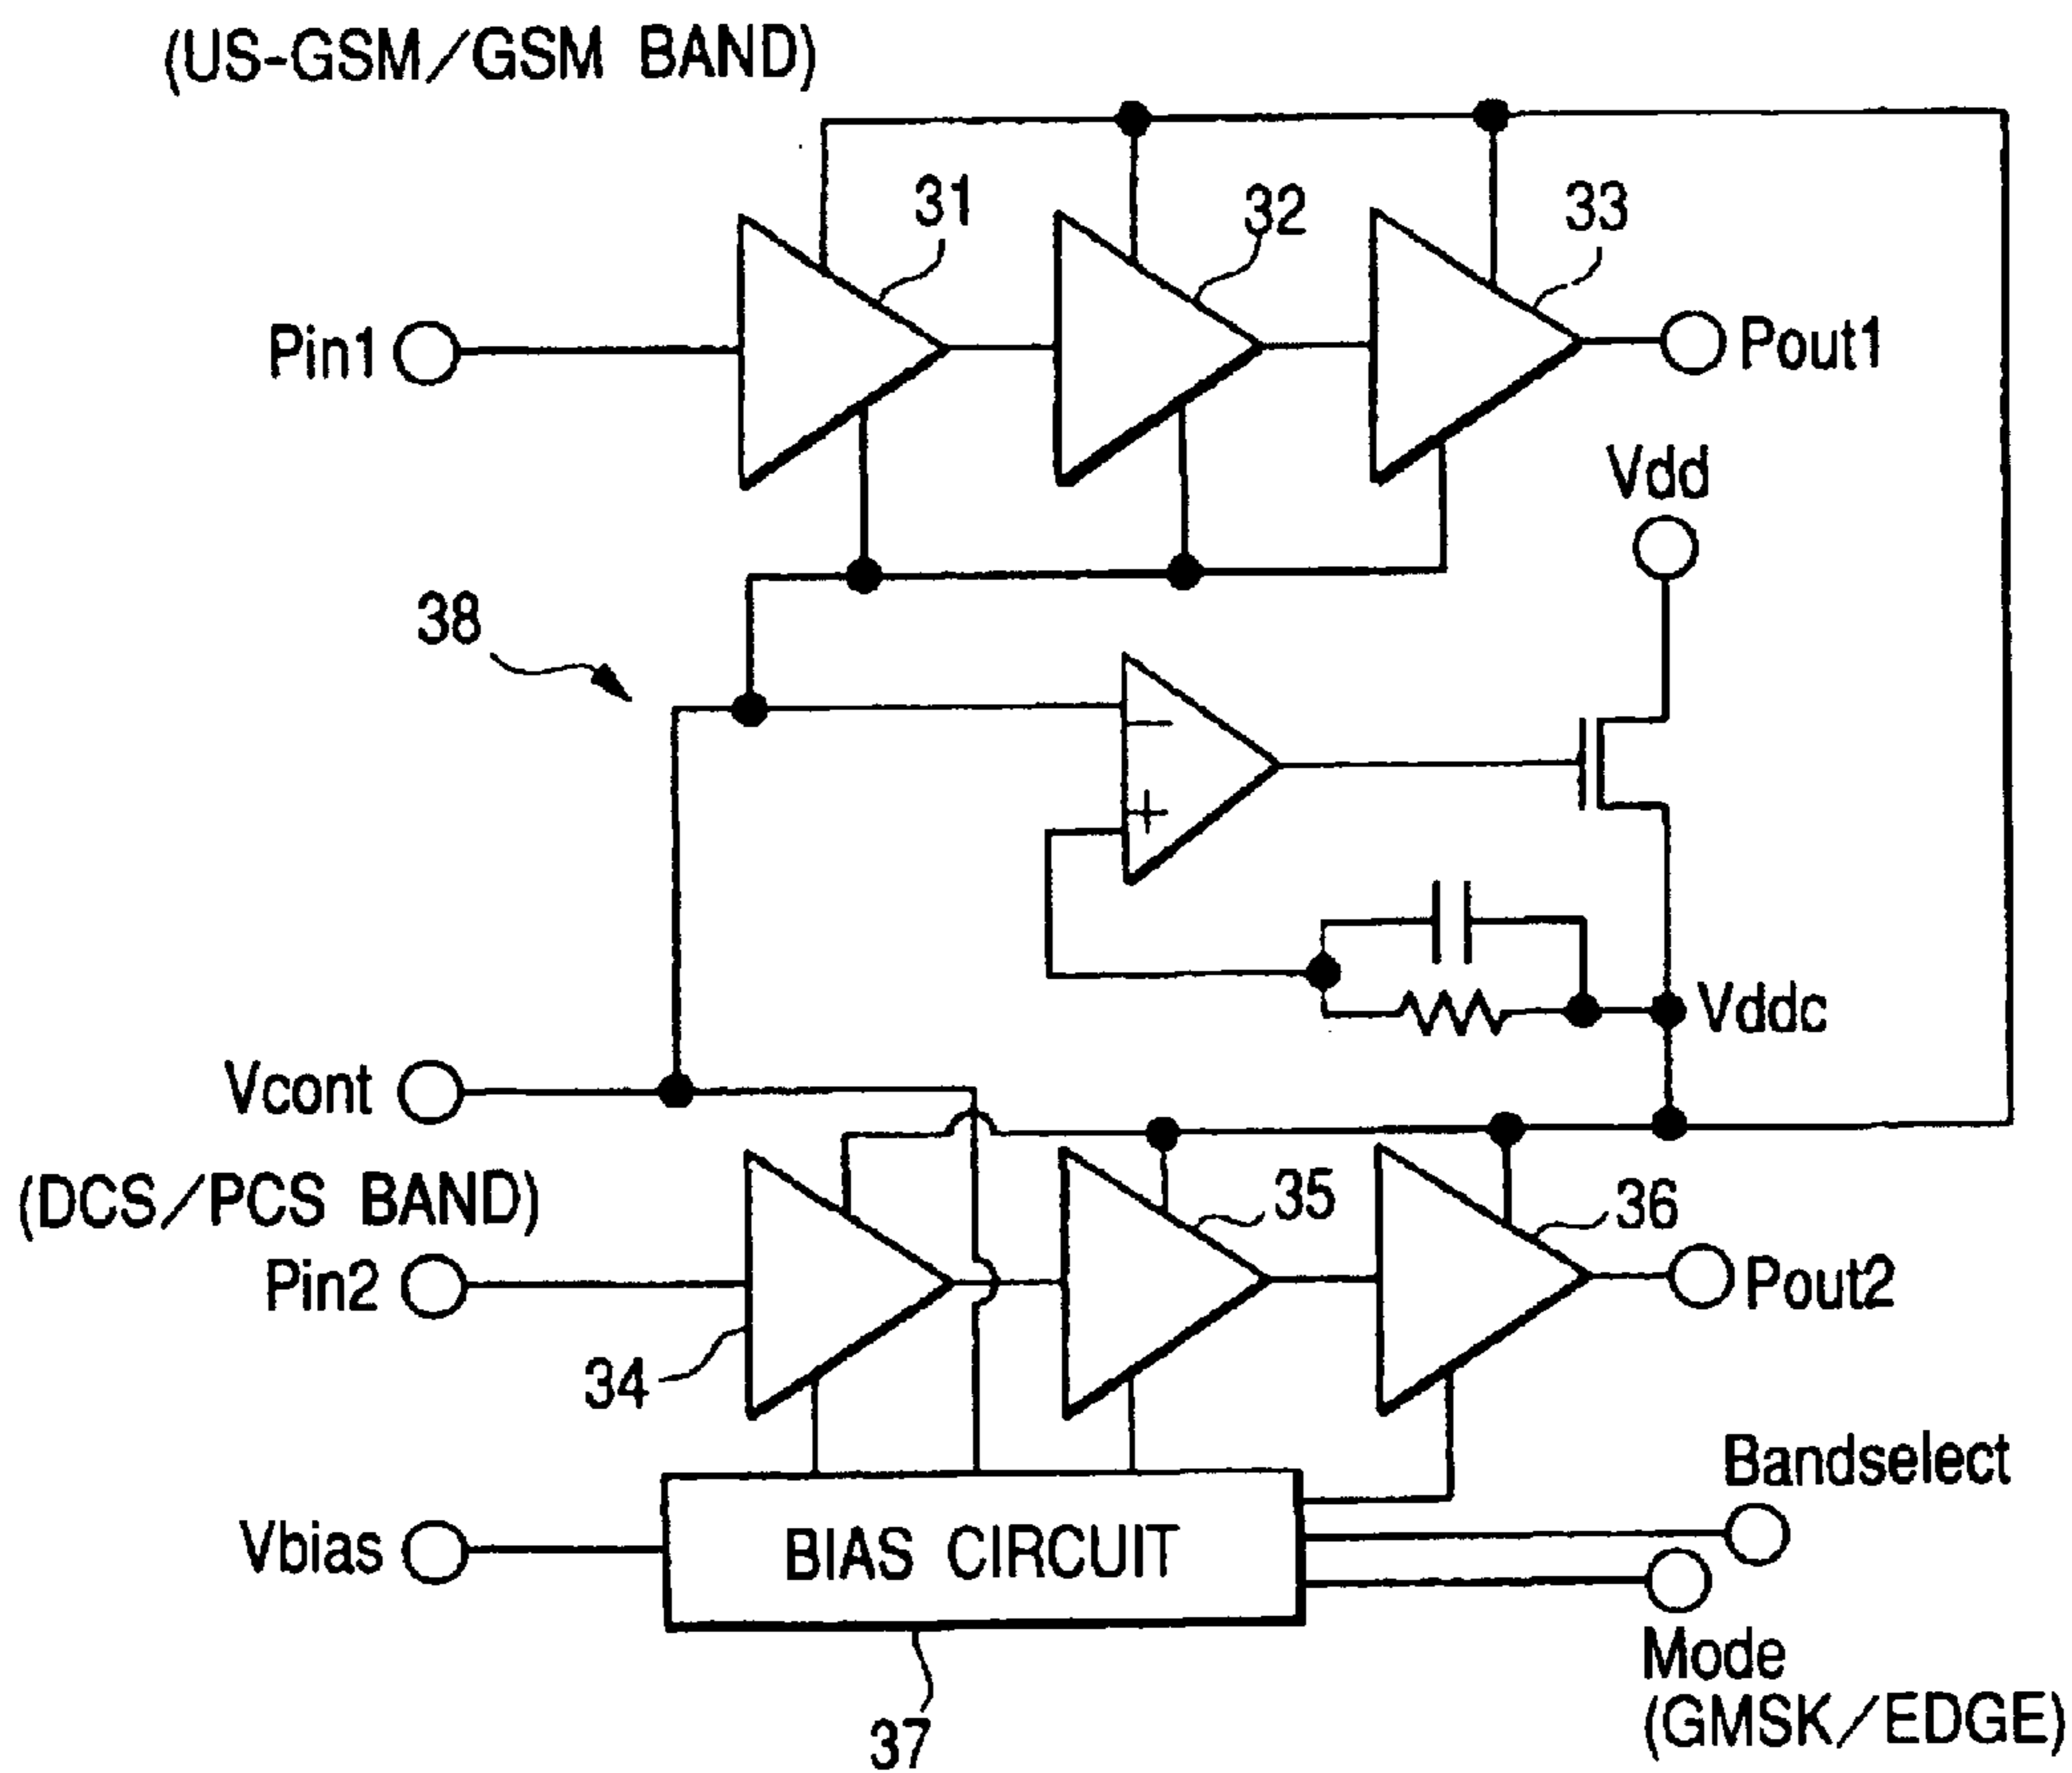 (US-GSM/GSM BAND)
31
32
33
Pin1
Pout1
Vdd
38
−
+
Vddc
Vcont
(DCS/PCS BAND)
35
36
Pin2
Pout2
34
Bandselect
Vbias
BIAS CIRCUIT
Mode
(GMSK/EDGE)
37